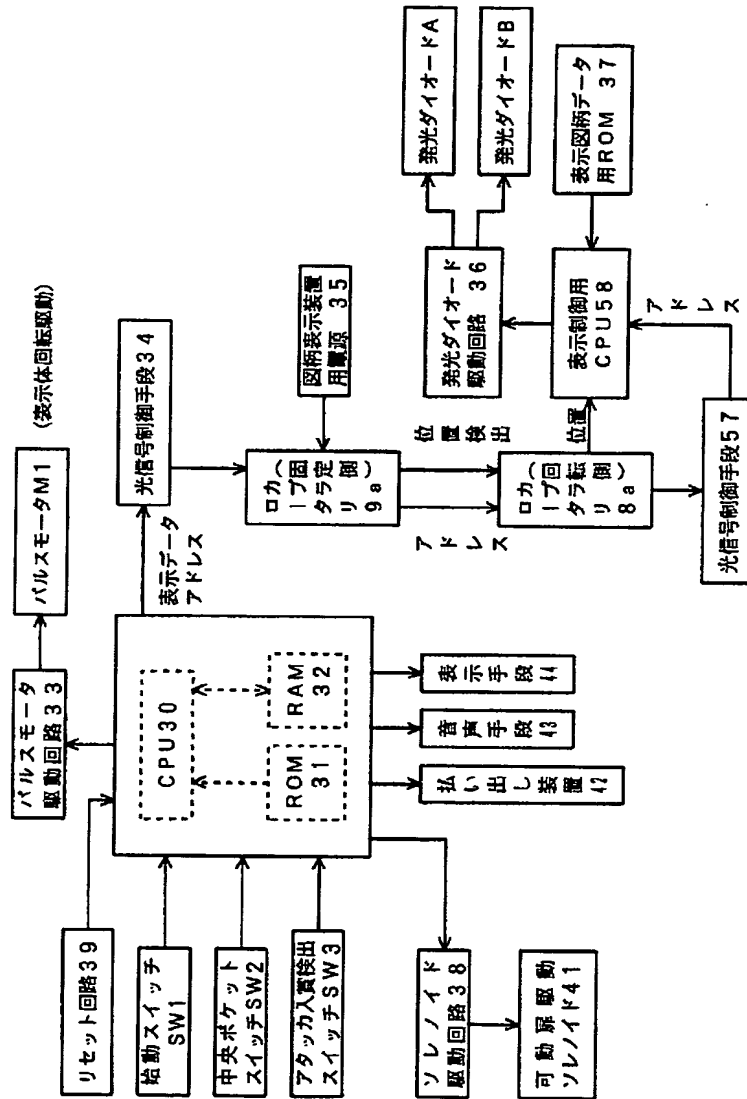 リセット回路39
始動スイッチ
SW1
中央ポケット
スイッチSW2
アタッカ入賞検出
スイッチSW3
パルスモータ
駆動回路33
パルスモータM1
(表示体回転駆動)
CPU30
ROM
31
RAM
32
ソレノイド
駆動回路38
可動扉駆動
ソレノイド41
払い出し装置42
音声手段43
表示手段44
表示データ
アドレス
光信号制御手段34
図柄表示装置
用電源 35
ロータリ
カプラ
(固定側)
9a
アドレス
位置検出
ロータリ
カプラ
(回転側)
8a
位置
光信号制御手段57
アドレス
表示制御用
CPU58
表示図柄データ
用ROM 37
発光ダイオード
駆動回路 36
発光ダイオードA
発光ダイオードB